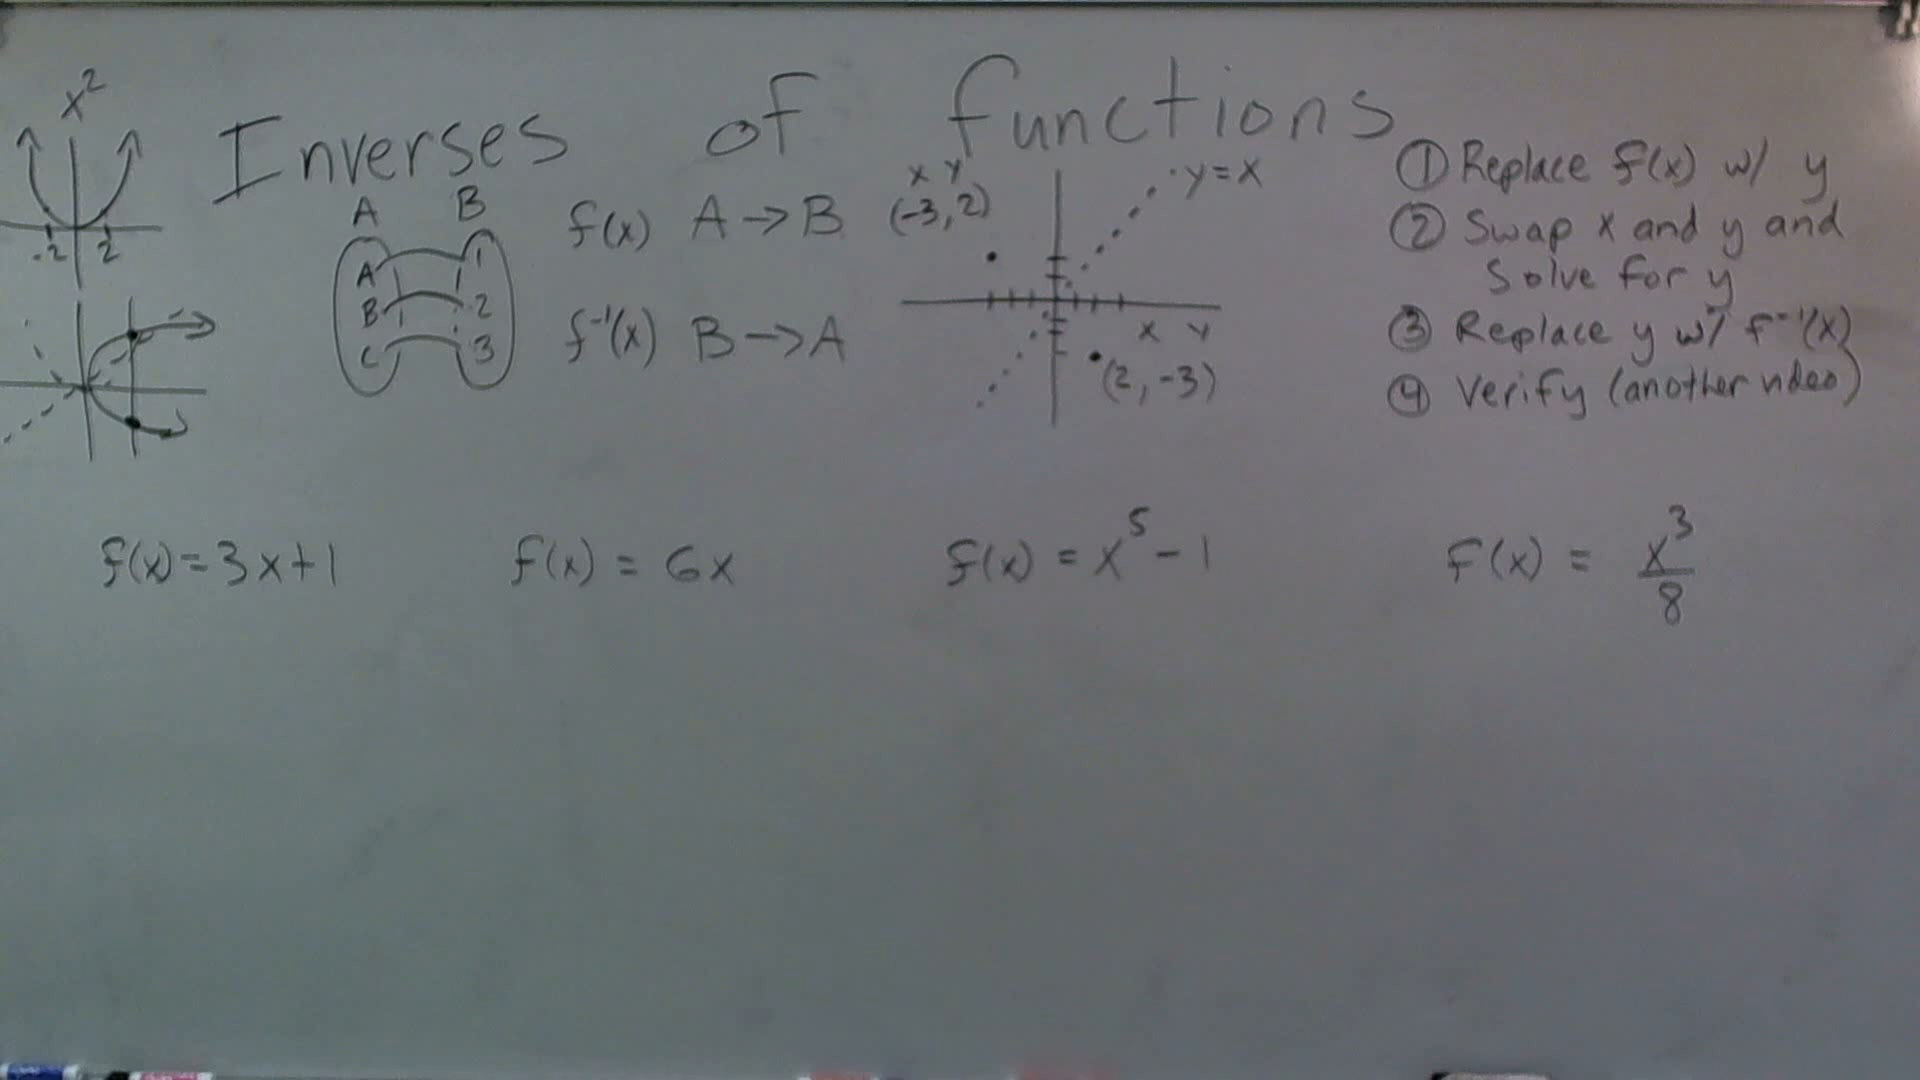 x²
Inverses of functions
-2 2
A B
A 1
B 2
C 3
f(x) A → B
f⁻¹(x) B → A
x y
(-3, 2)
y=x
x y
(2, -3)
① Replace f(x) w/ y
② Swap x and y and
Solve for y
③ Replace y w/ f⁻¹(x)
④ Verify (another video)
f(x)=3x+1
f(x) = 6x
f(x) = x⁵ - 1
f(x) = x³/8